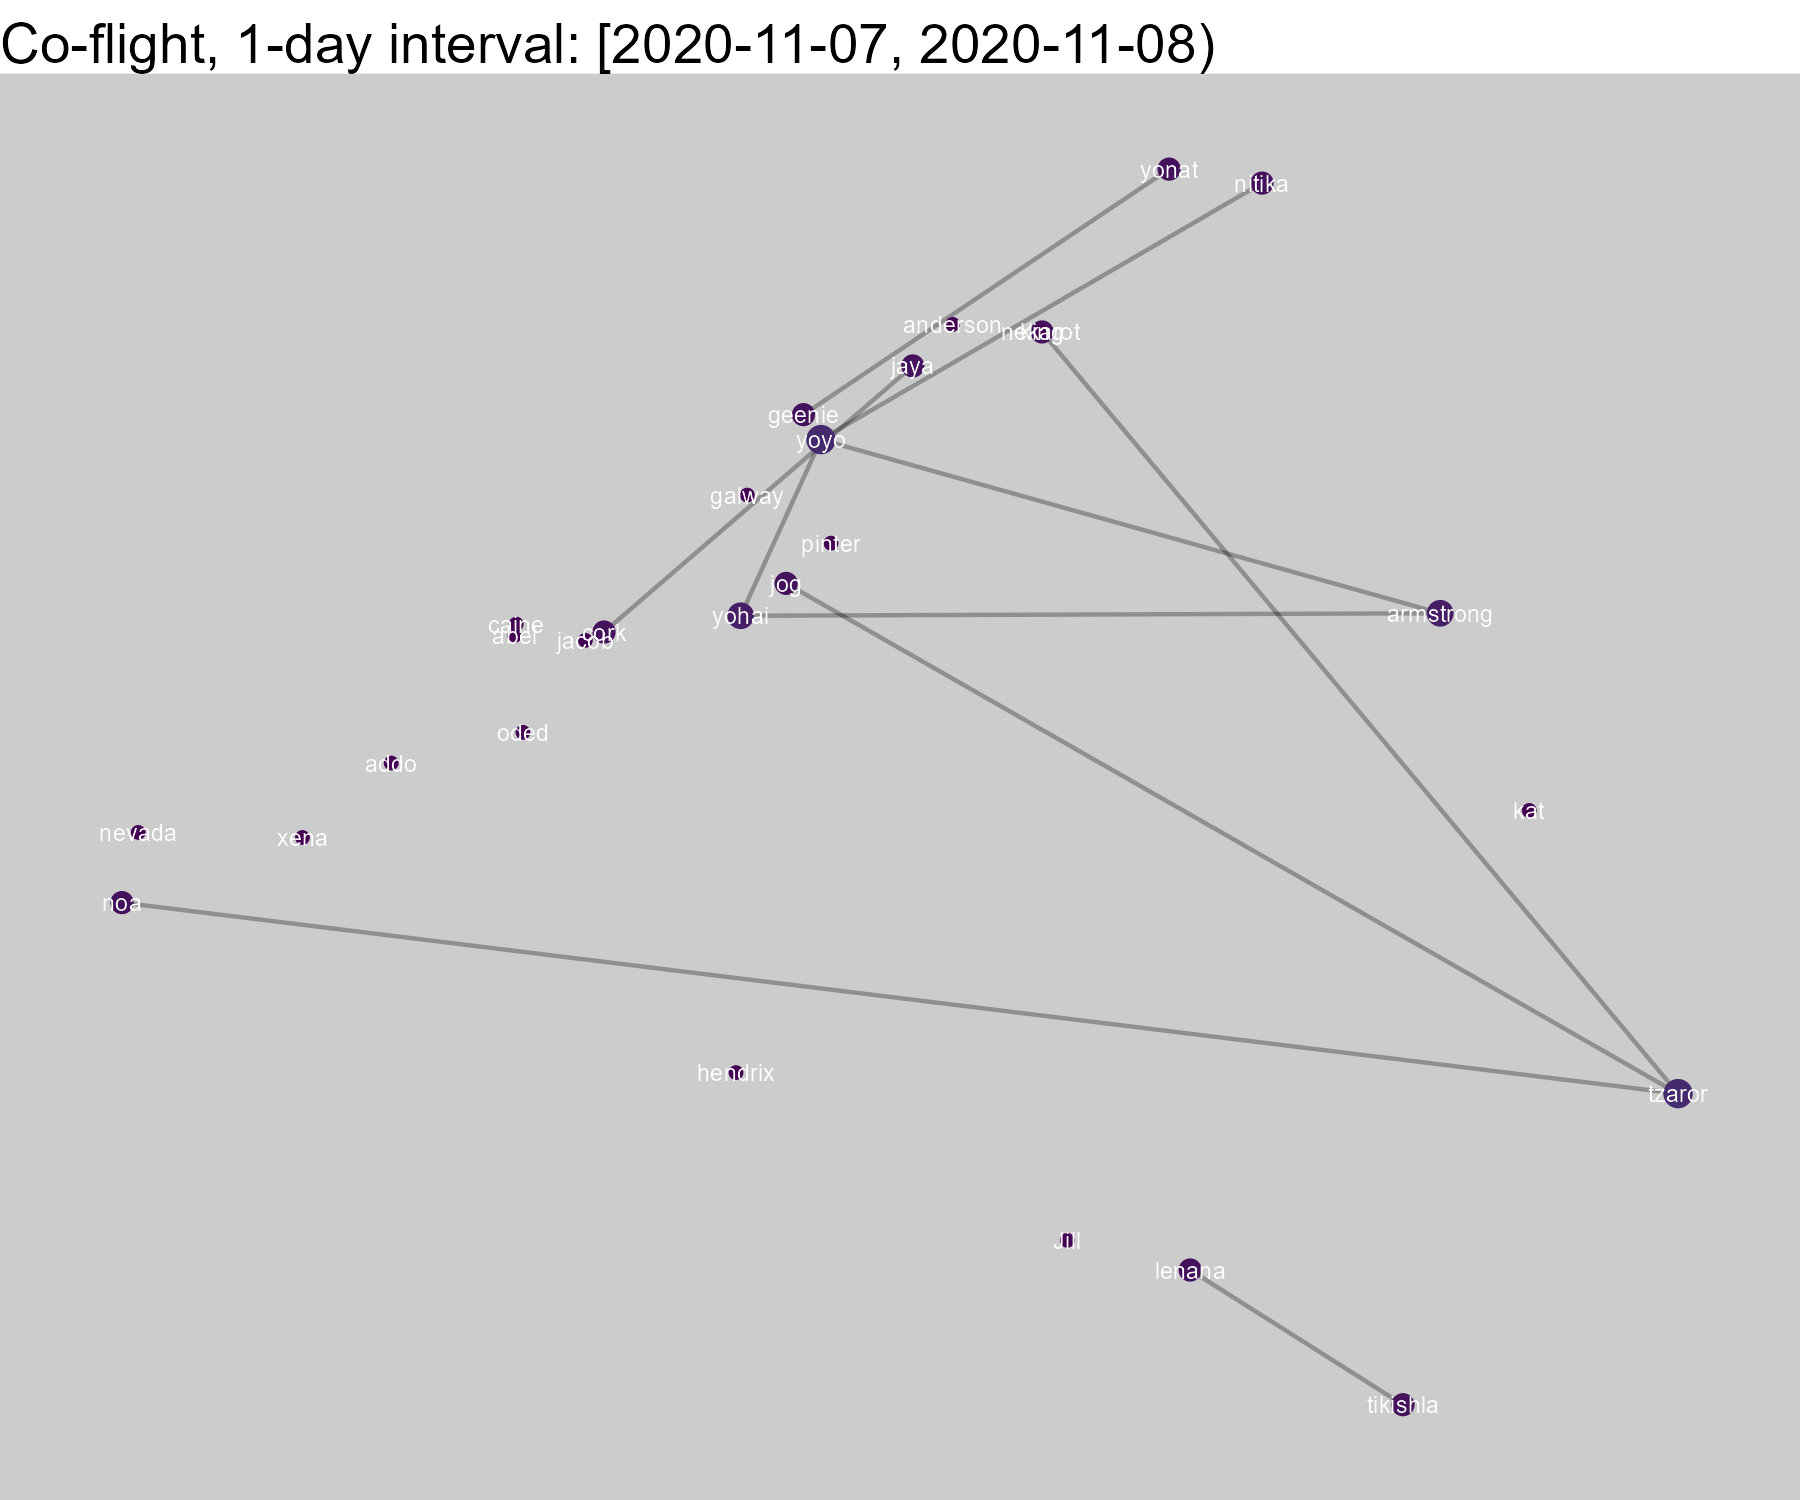 Co-flight, 1-day interval: [2020-11-07, 2020-11-08)
yonat
nitika
anderson
jaya
geenie
yoyo
galway
pinter
jog
yohai
armstrong
caine
abel
cork
jacob
oded
addo
kat
nevada
xena
noa
hendrix
tzaror
Jill
lenana
tikishla